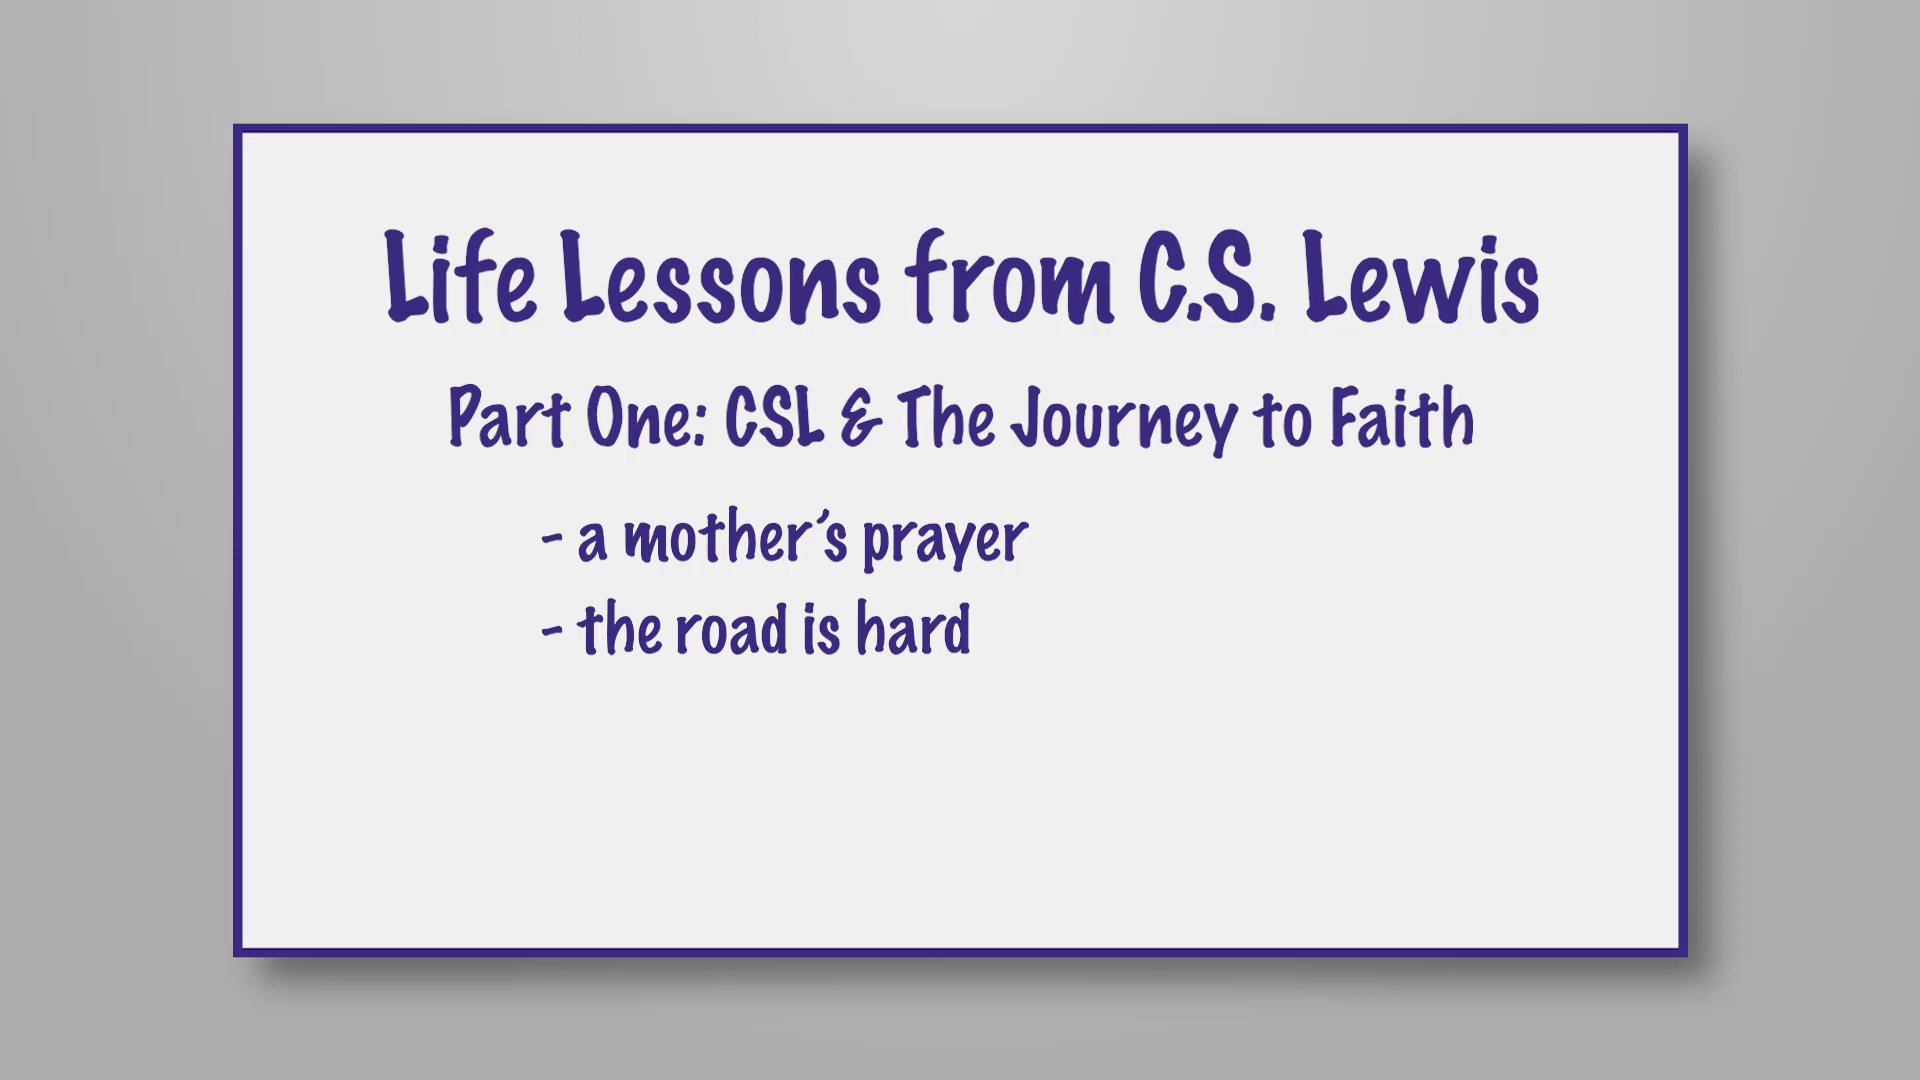 Life Lessons from C.S. Lewis
Part One: CSL & The Journey to Faith
- a mother's prayer
- the road is hard